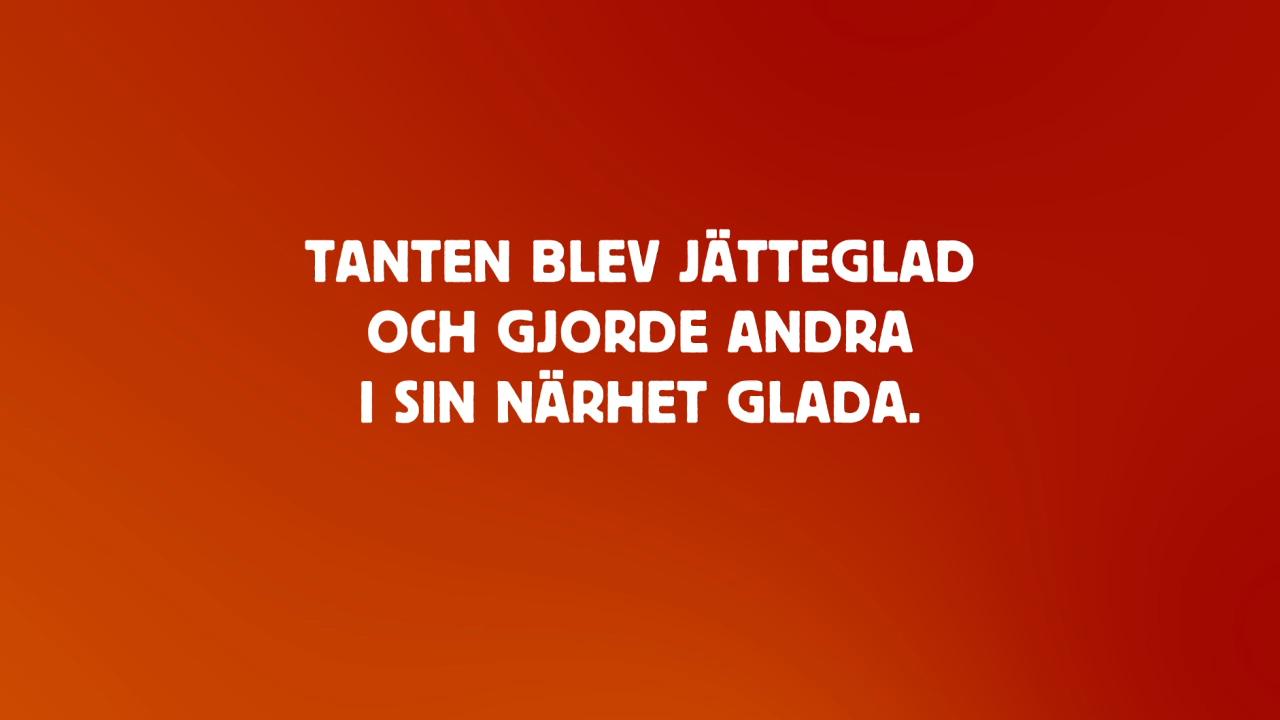 TANTEN BLEV JÄTTEGLAD
OCH GJORDE ANDRA
I SIN NÄRHET GLADA.